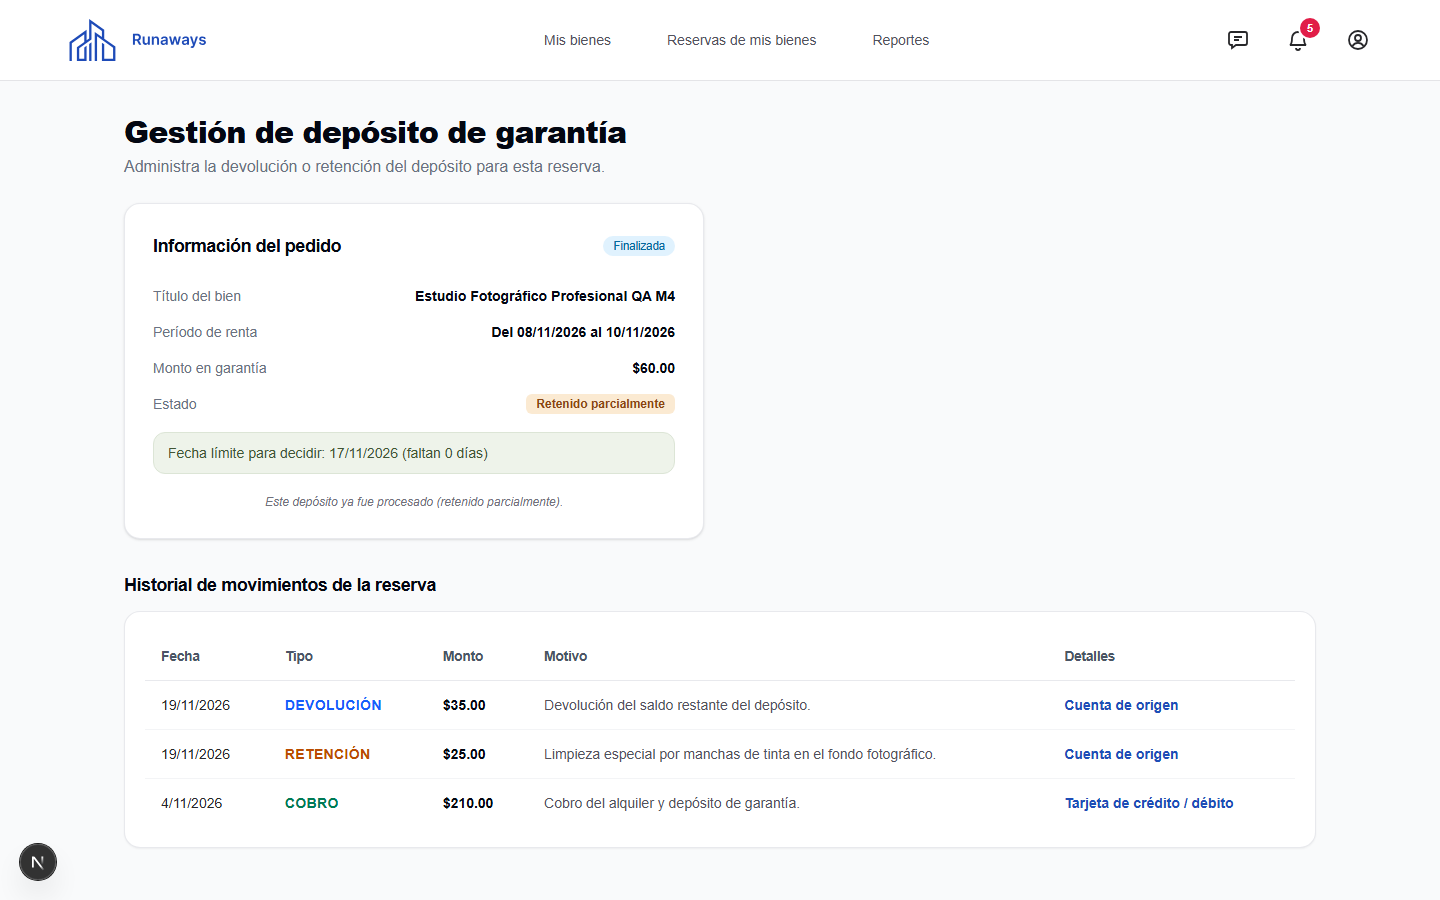 Runaways
Mis bienes
Reservas de mis bienes
Reportes
5
Gestión de depósito de garantía
Administra la devolución o retención del depósito para esta reserva.
Información del pedido
Finalizada
Título del bien
Estudio Fotográfico Profesional QA M4
Período de renta
Del 08/11/2026 al 10/11/2026
Monto en garantía
$60.00
Estado
Retenido parcialmente
Fecha límite para decidir: 17/11/2026 (faltan 0 días)
Este depósito ya fue procesado (retenido parcialmente).
Historial de movimientos de la reserva
Fecha Tipo Monto Motivo Detalles
19/11/2026 DEVOLUCIÓN $35.00 Devolución del saldo restante del depósito. Cuenta de origen
19/11/2026 RETENCIÓN $25.00 Limpieza especial por manchas de tinta en el fondo fotográfico. Cuenta de origen
4/11/2026 COBRO $210.00 Cobro del alquiler y depósito de garantía. Tarjeta de crédito / débito
N